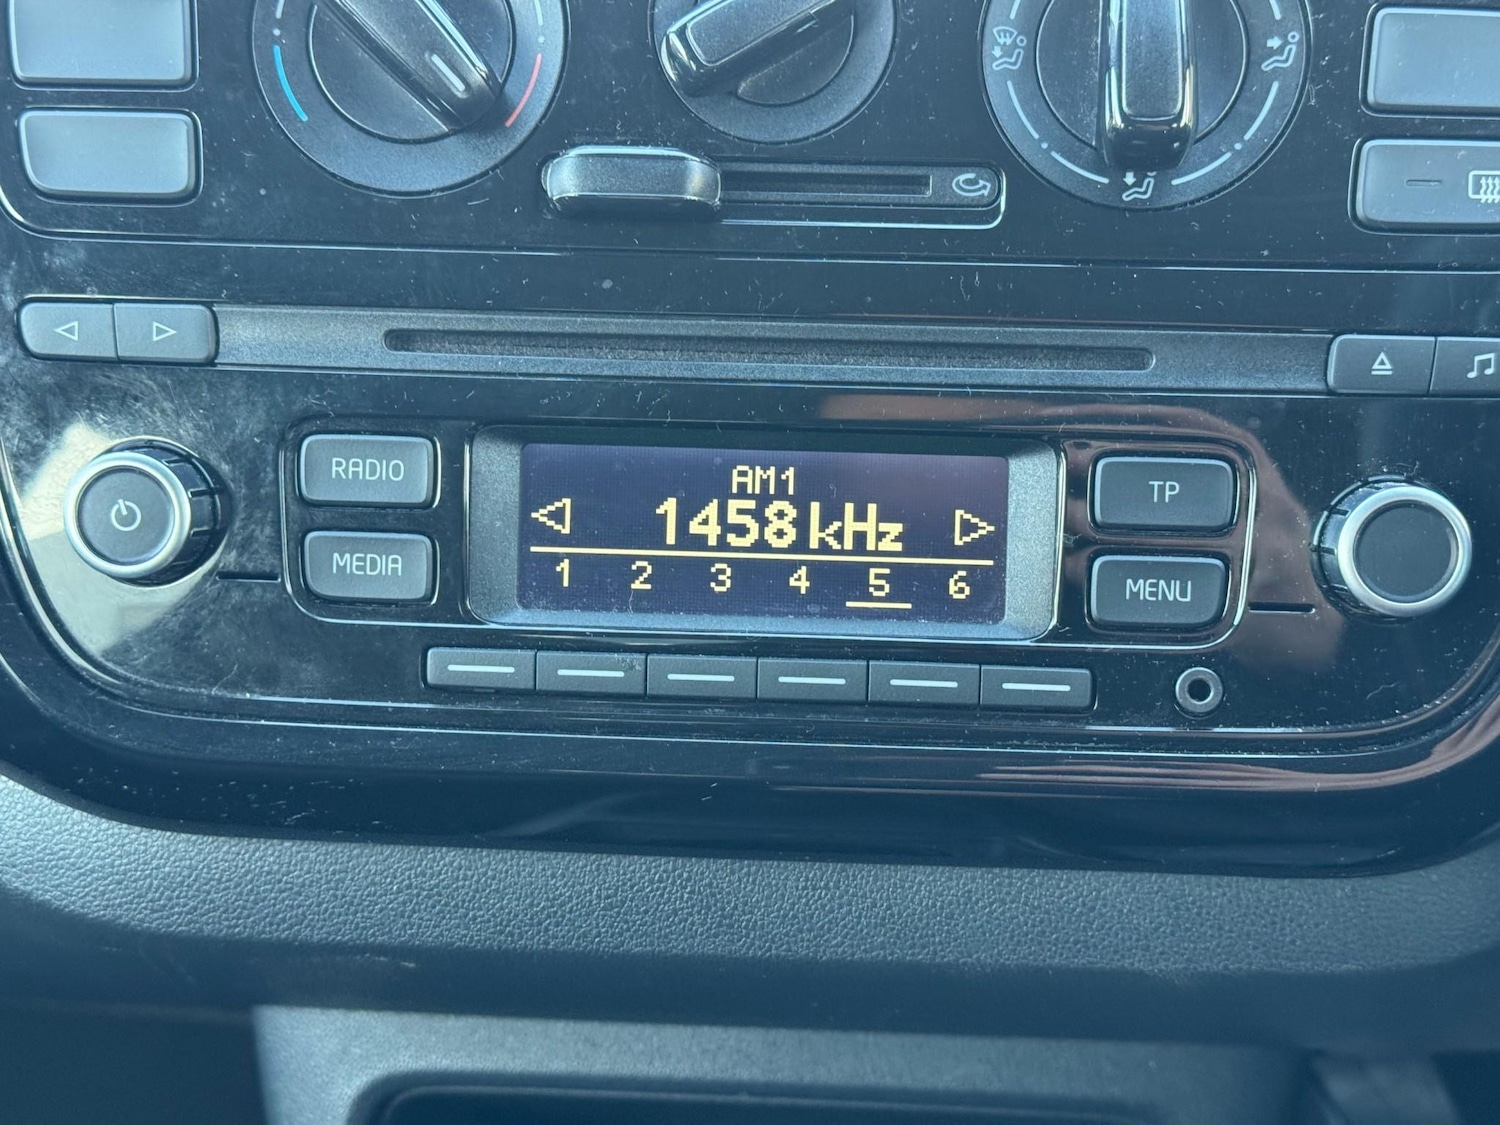 RADIO
MEDIA
AM1
1458 kHz
1 2 3 4 5 6
TP
MENU